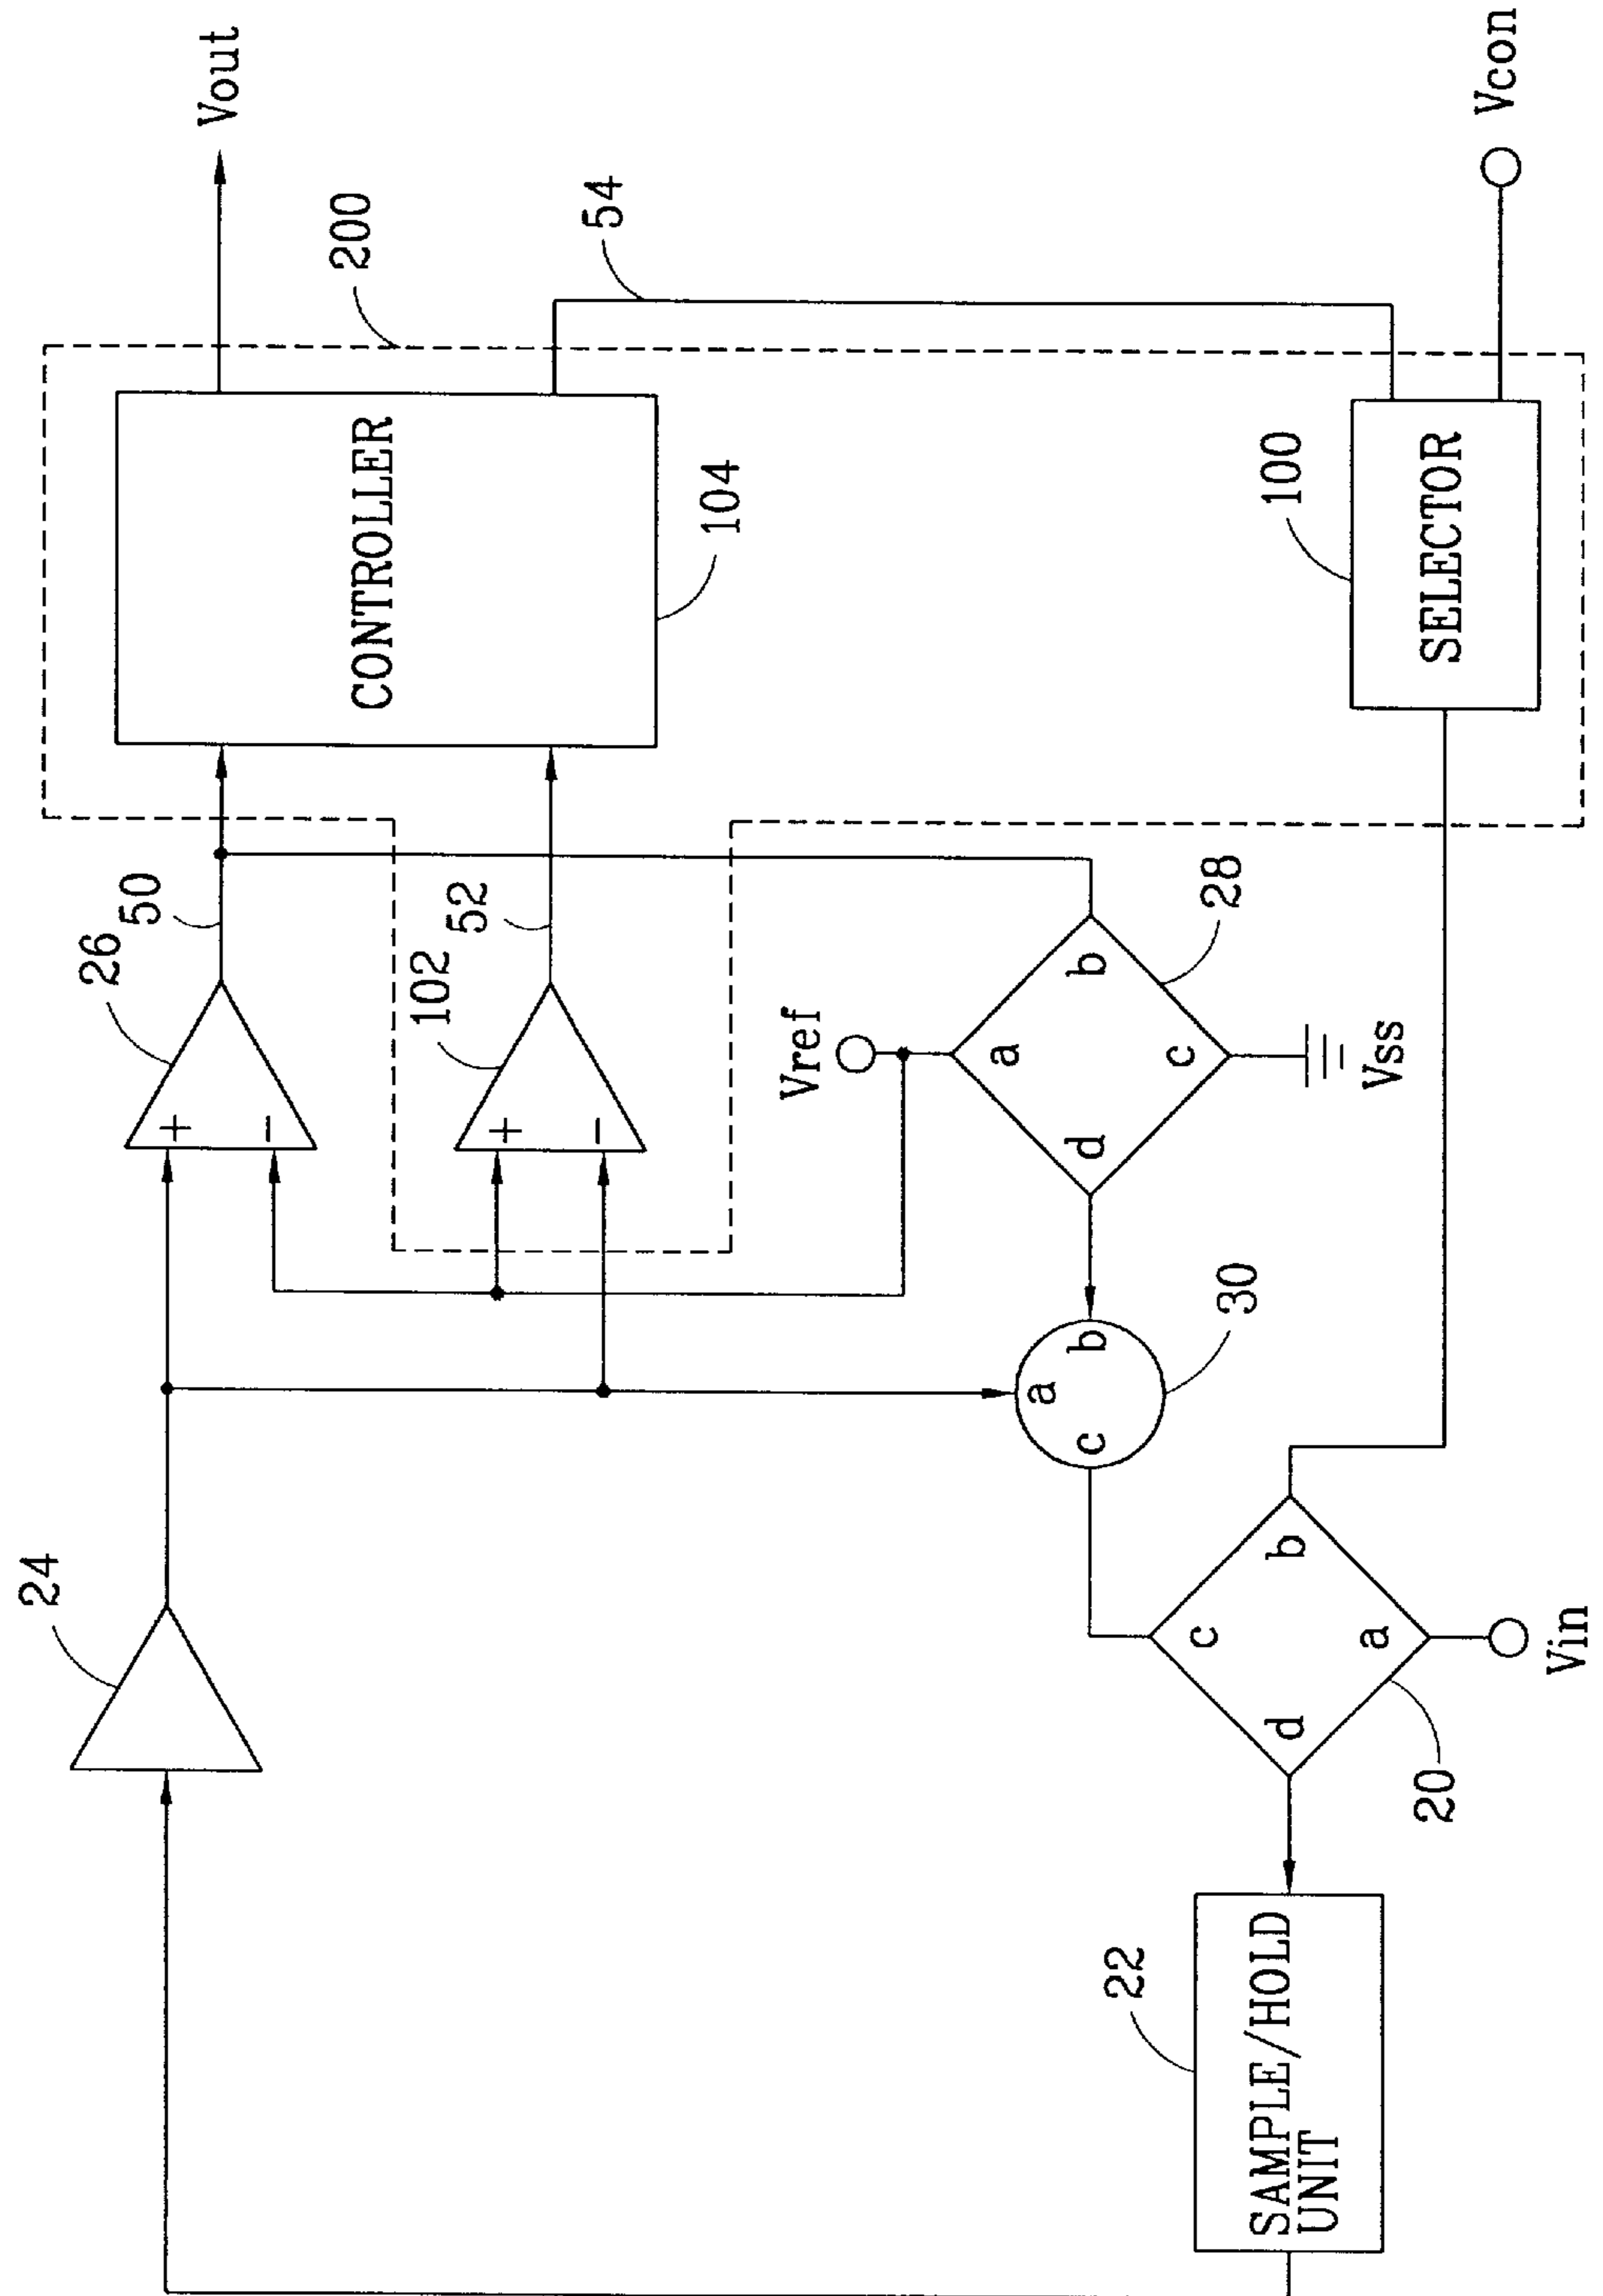 24
26
50
200
Vout
+
−
CONTROLLER
102
52
+
−
104
54
Vref
a
b
c
d
28
Vss
a
b
c
30
22
SAMPLE/HOLD
UNIT
c
b
a
d
20
Vin
100
SELECTOR
Vcon